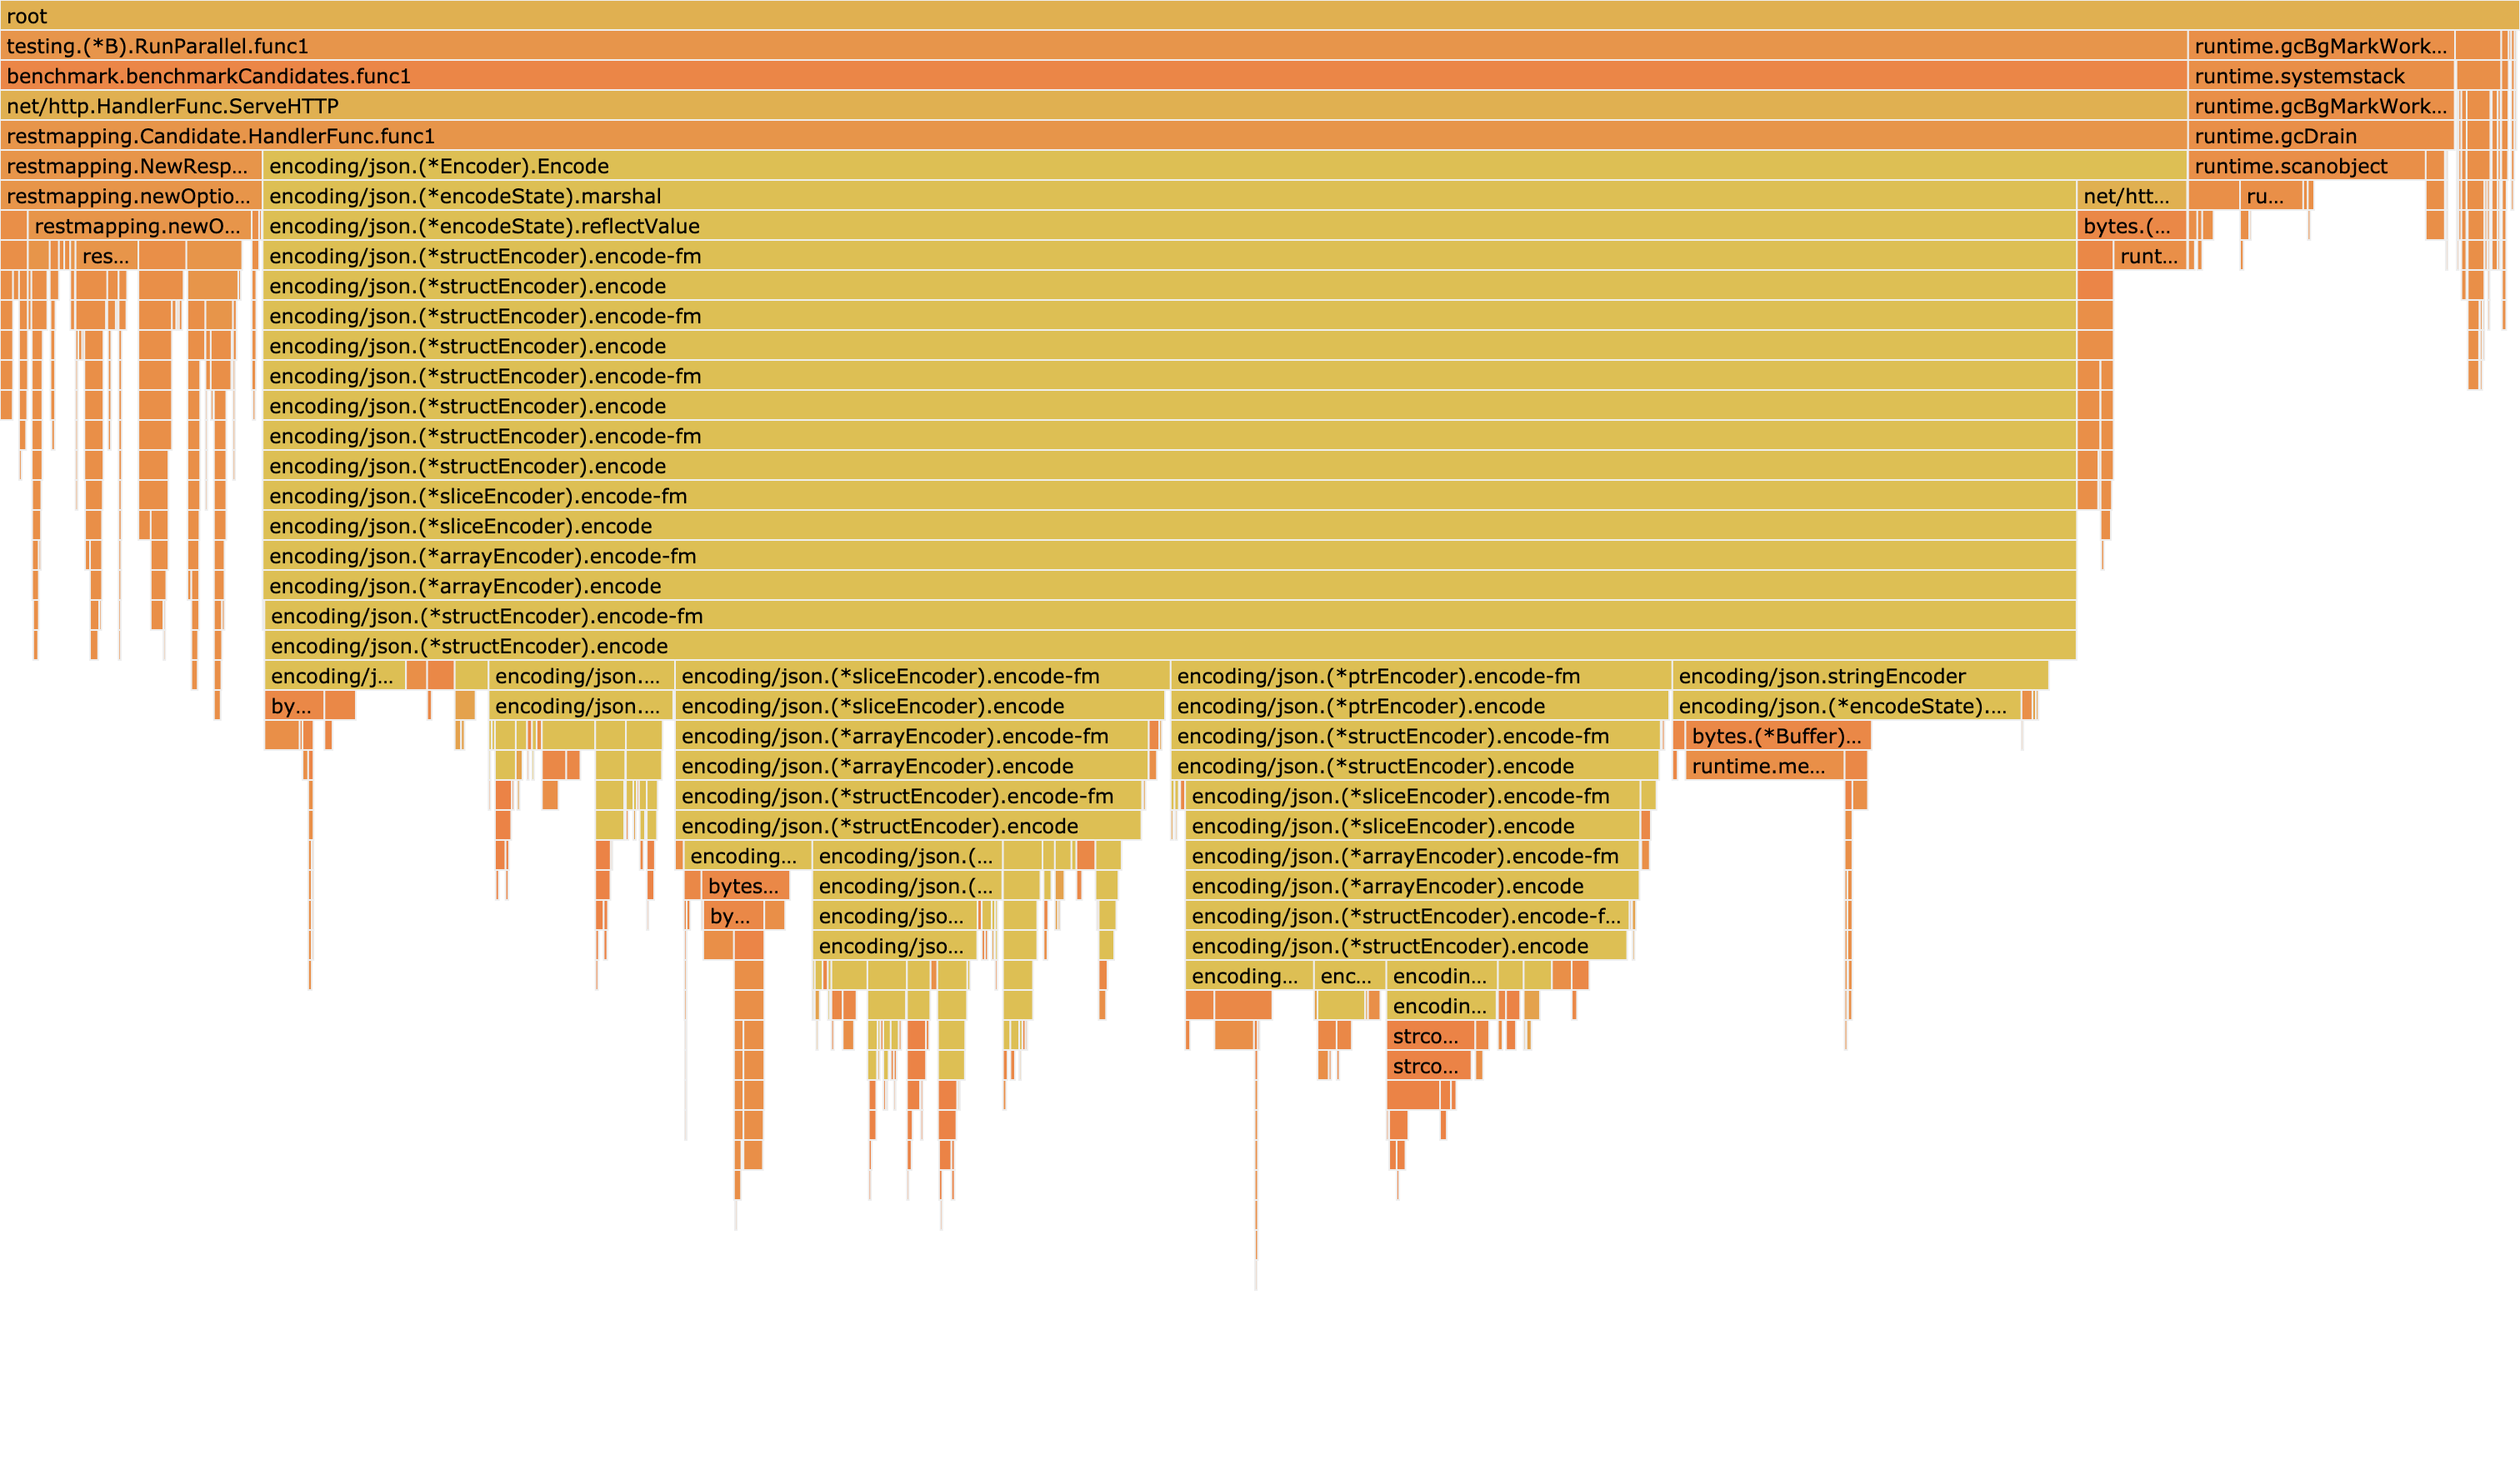 root
testing.(*B).RunParallel.func1
runtime.gcBgMarkWork...
benchmark.benchmarkCandidates.func1
runtime.systemstack
net/http.HandlerFunc.ServeHTTP
runtime.gcBgMarkWork...
restmapping.Candidate.HandlerFunc.func1
runtime.gcDrain
restmapping.NewResp...
encoding/json.(*Encoder).Encode
runtime.scanobject
restmapping.newOptio...
encoding/json.(*encodeState).marshal
net/htt...
ru...
restmapping.newO...
encoding/json.(*encodeState).reflectValue
bytes.(...
res...
encoding/json.(*structEncoder).encode-fm
runt...
encoding/json.(*structEncoder).encode
encoding/json.(*structEncoder).encode-fm
encoding/json.(*structEncoder).encode
encoding/json.(*structEncoder).encode-fm
encoding/json.(*structEncoder).encode
encoding/json.(*structEncoder).encode-fm
encoding/json.(*structEncoder).encode
encoding/json.(*sliceEncoder).encode-fm
encoding/json.(*sliceEncoder).encode
encoding/json.(*arrayEncoder).encode-fm
encoding/json.(*arrayEncoder).encode
encoding/json.(*structEncoder).encode-fm
encoding/json.(*structEncoder).encode
encoding/j...
encoding/json....
encoding/json.(*sliceEncoder).encode-fm
encoding/json.(*ptrEncoder).encode-fm
encoding/json.stringEncoder
by...
encoding/json....
encoding/json.(*sliceEncoder).encode
encoding/json.(*ptrEncoder).encode
encoding/json.(*encodeState)....
encoding/json.(*arrayEncoder).encode-fm
encoding/json.(*structEncoder).encode-fm
bytes.(*Buffer)...
encoding/json.(*arrayEncoder).encode
encoding/json.(*structEncoder).encode
runtime.me...
encoding/json.(*structEncoder).encode-fm
encoding/json.(*sliceEncoder).encode-fm
encoding/json.(*structEncoder).encode
encoding/json.(*sliceEncoder).encode
encoding...
encoding/json.(...
encoding/json.(*arrayEncoder).encode-fm
bytes...
encoding/json.(...
encoding/json.(*arrayEncoder).encode
by...
encoding/jso...
encoding/json.(*structEncoder).encode-f...
encoding/jso...
encoding/json.(*structEncoder).encode
encoding...
enc...
encodin...
encodin...
strco...
strco...